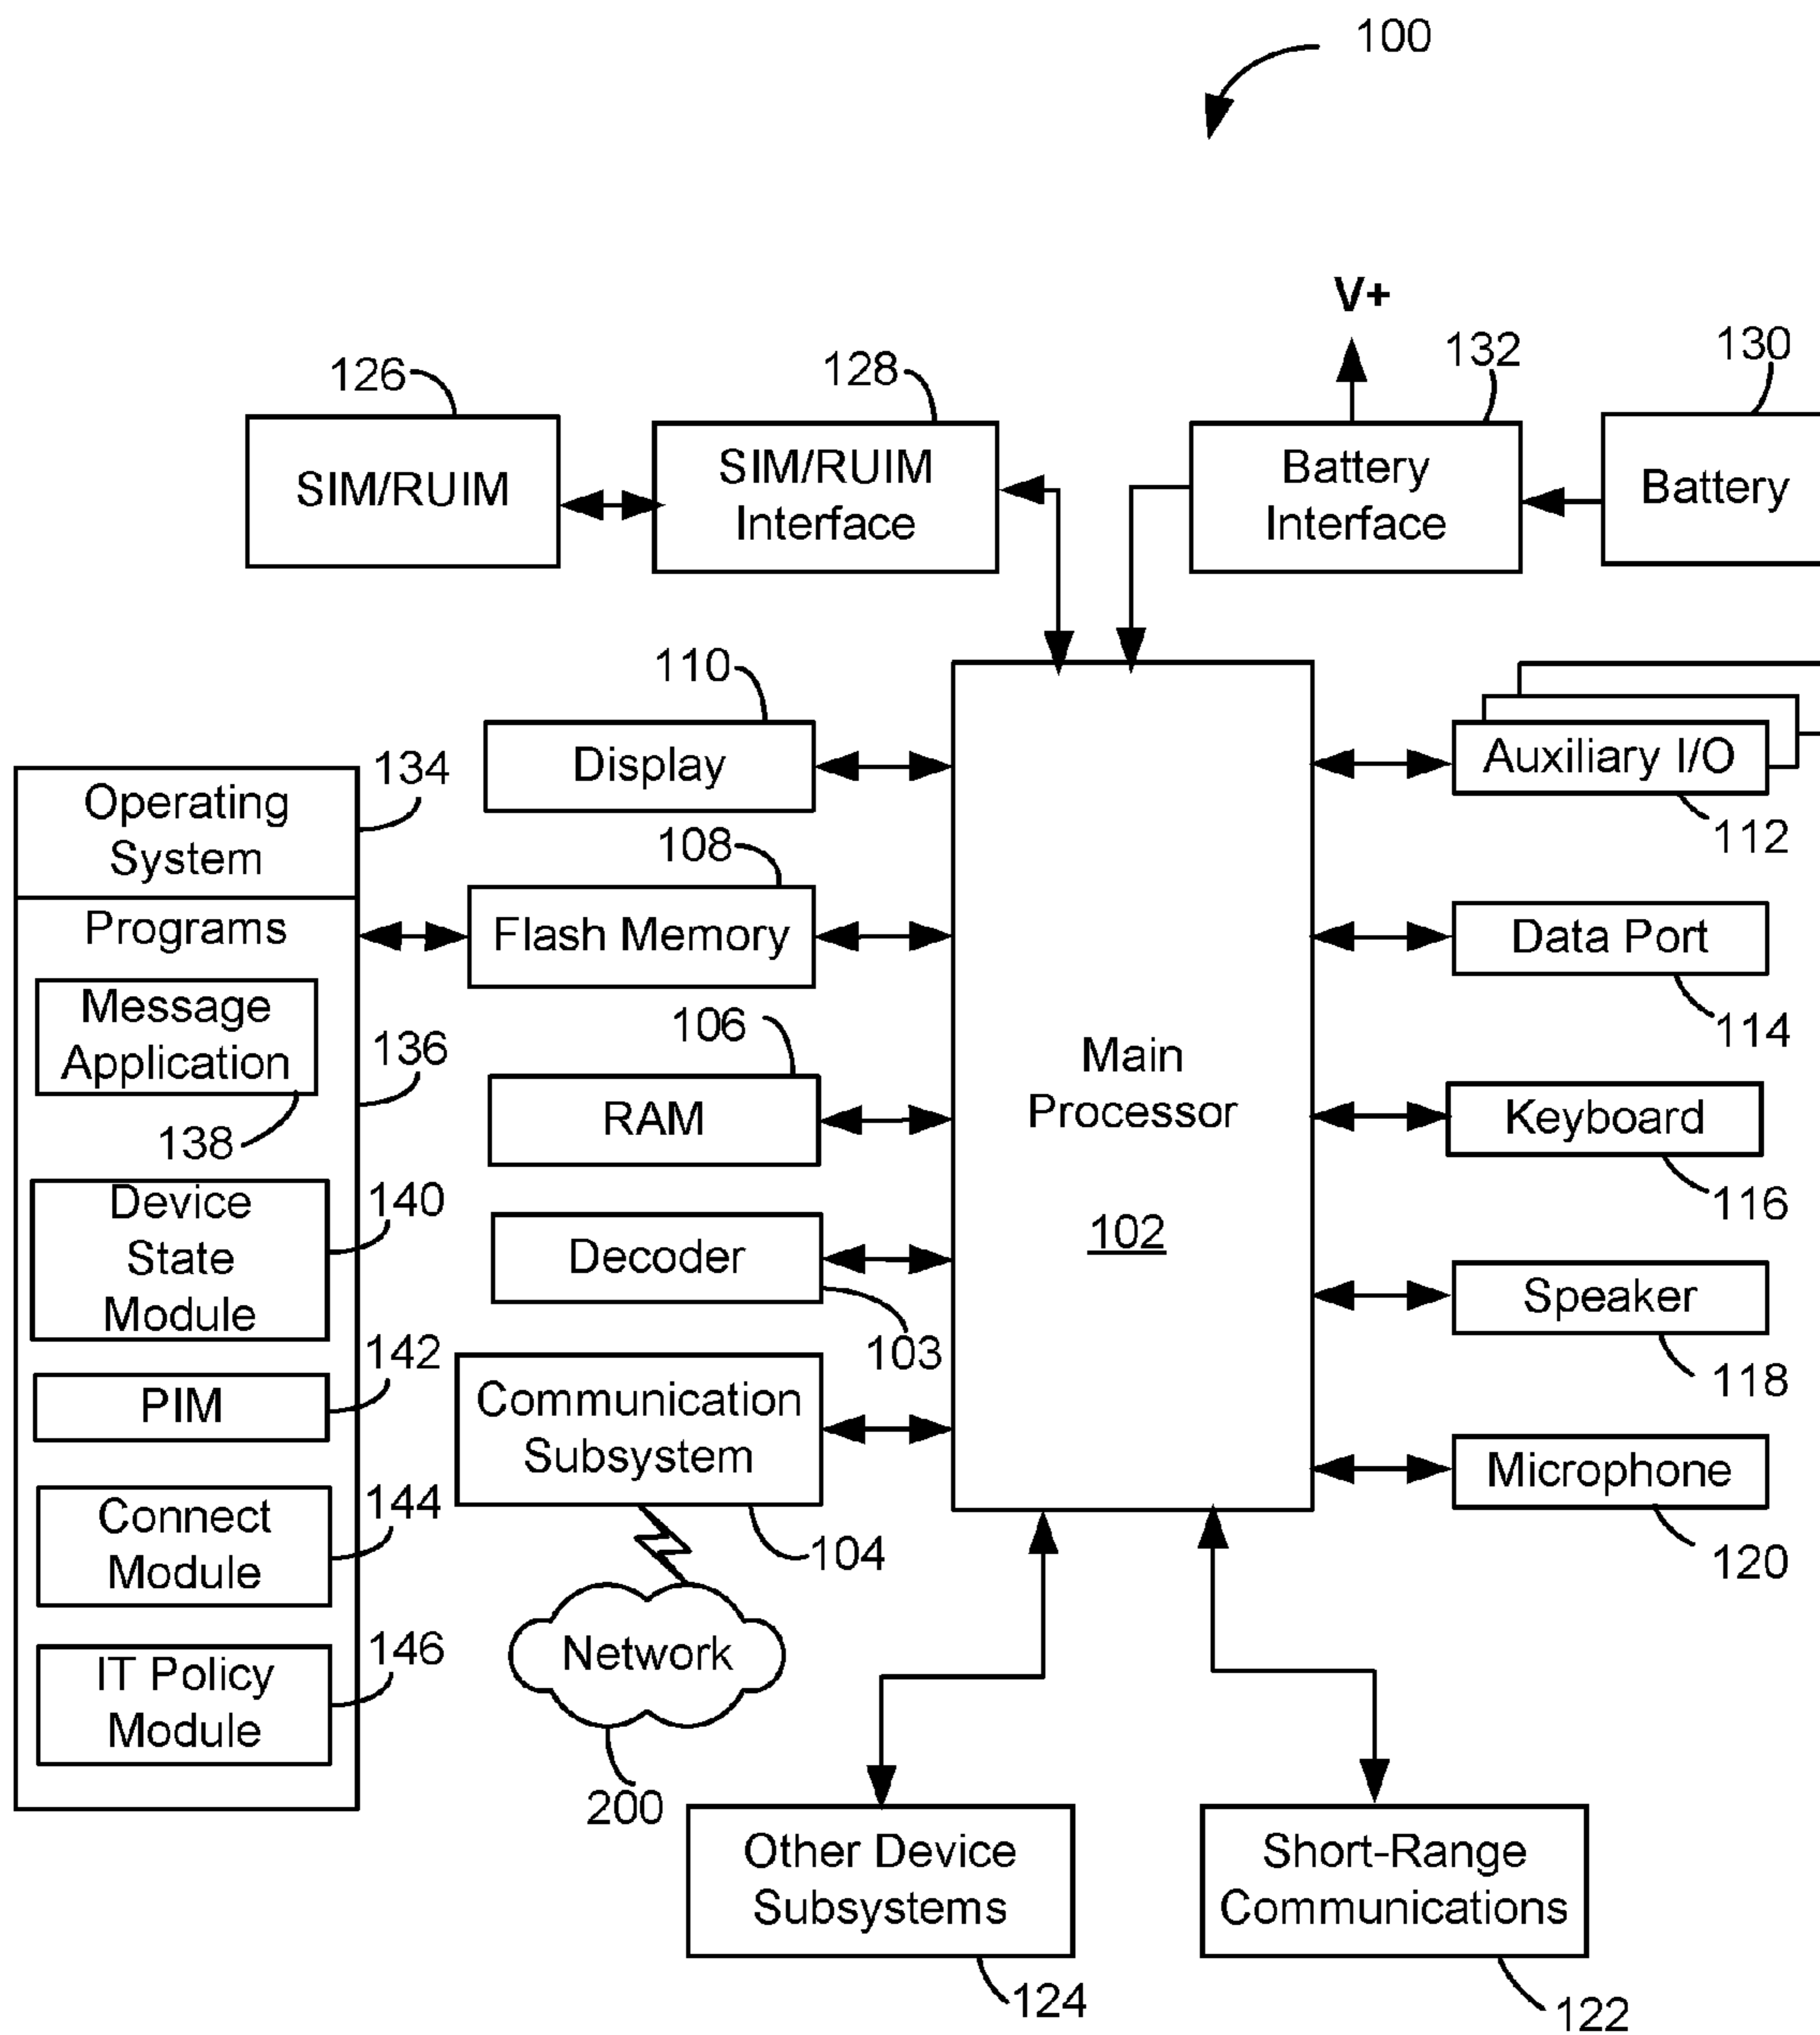 100
V+
126
128
132
130
SIM/RUIM
SIM/RUIM
Interface
Battery
Interface
Battery
110
Display
Auxiliary I/O
112
134
Operating
System
108
Programs
Flash Memory
Data Port
114
Message
Application
138
136
106
RAM
Main
Processor
102
Keyboard
116
Device
State
Module
140
Decoder
103
Speaker
118
PIM
142
Communication
Subsystem
104
Microphone
120
Connect
Module
144
Network
200
IT Policy
Module
146
Other Device
Subsystems
124
Short-Range
Communications
122